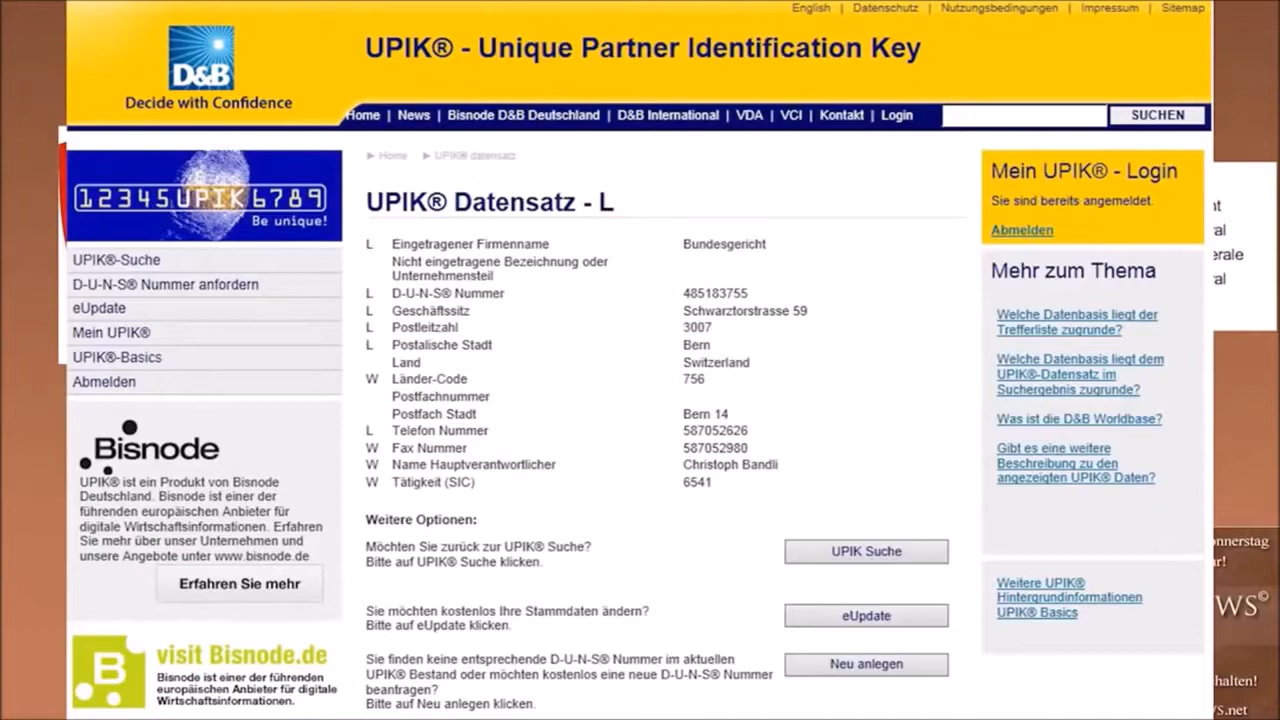 English | Datenschutz | Nutzungsbedingungen | Impressum | Sitemap
D&B
Decide with Confidence
UPIK® - Unique Partner Identification Key
Home | News | Bisnode D&B Deutschland | D&B International | VDA | VCI | Kontakt | Login
SUCHEN
12345UPIK6789
Be unique!
UPIK®-Suche
D-U-N-S® Nummer anfordern
eUpdate
Mein UPIK®
UPIK®-Basics
Abmelden
Bisnode
UPIK® ist ein Produkt von Bisnode
Deutschland. Bisnode ist einer der
führenden europäischen Anbieter für
digitale Wirtschaftsinformationen. Erfahren
Sie mehr über unser Unternehmen und
unsere Angebote unter www.bisnode.de
Erfahren Sie mehr
B
visit Bisnode.de
Bisnode ist einer der führenden
europäischen Anbieter für digitale
Wirtschaftsinformationen.
Home UPIK® datensatz
UPIK® Datensatz - L
L Eingetragener Firmenname Bundesgericht
Nicht eingetragene Bezeichnung oder
Unternehmensteil
L D-U-N-S® Nummer 485183755
L Geschäftssitz Schwarztorstrasse 59
L Postleitzahl 3007
L Postalische Stadt Bern
Land Switzerland
W Länder-Code 756
Postfachnummer
Postfach Stadt Bern 14
L Telefon Nummer 587052626
W Fax Nummer 587052980
W Name Hauptverantwortlicher Christoph Bandli
W Tätigkeit (SIC) 6541
Weitere Optionen:
Möchten Sie zurück zur UPIK® Suche?
Bitte auf UPIK® Suche klicken.
UPIK Suche
Sie möchten kostenlos Ihre Stammdaten ändern?
Bitte auf eUpdate klicken.
eUpdate
Sie finden keine entsprechende D-U-N-S® Nummer im aktuellen
UPIK® Bestand oder möchten kostenlos eine neue D-U-N-S® Nummer
beantragen?
Bitte auf Neu anlegen klicken.
Neu anlegen
Mein UPIK® - Login
Sie sind bereits angemeldet.
Abmelden
Mehr zum Thema
Welche Datenbasis liegt der
Trefferliste zugrunde?
Welche Datenbasis liegt dem
UPIK®-Datensatz im
Suchergebnis zugrunde?
Was ist die D&B Worldbase?
Gibt es eine weitere
Beschreibung zu den
angezeigten UPIK® Daten?
Weitere UPIK®
Hintergrundinformationen
UPIK® Basics